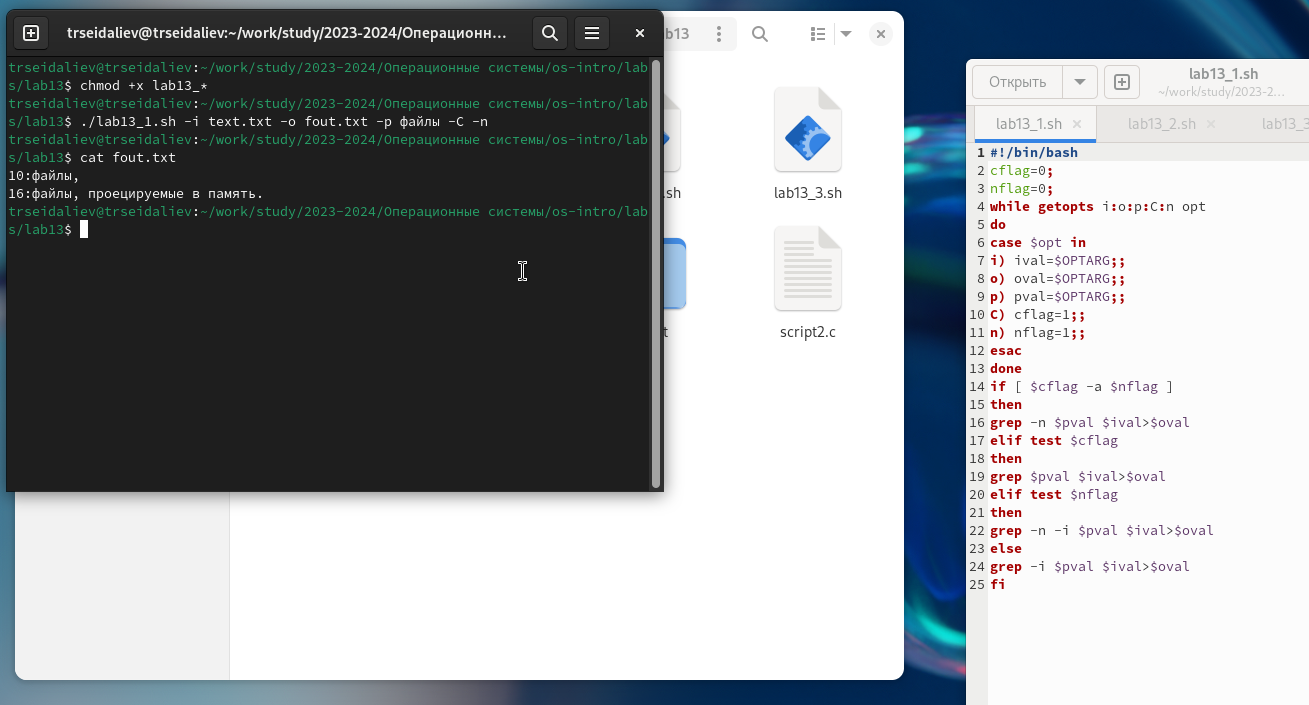 trseidaliev@trseidaliev:~/work/study/2023-2024/Операционн...
trseidaliev@trseidaliev:~/work/study/2023-2024/Операционные системы/os-intro/lab
s/lab13$ chmod +x lab13_*
trseidaliev@trseidaliev:~/work/study/2023-2024/Операционные системы/os-intro/lab
s/lab13$ ./lab13_1.sh -i text.txt -o fout.txt -p файлы -C -n
trseidaliev@trseidaliev:~/work/study/2023-2024/Операционные системы/os-intro/lab
s/lab13$ cat fout.txt
10:файлы,
16:файлы, проецируемые в память.
trseidaliev@trseidaliev:~/work/study/2023-2024/Операционные системы/os-intro/lab
s/lab13$
b13
.sh
lab13_3.sh
t
script2.c
Открыть
lab13_1.sh
~/work/study/2023-2...
lab13_1.sh
lab13_2.sh
lab13_3
1 #!/bin/bash
2 cflag=0;
3 nflag=0;
4 while getopts i:o:p:C:n opt
5 do
6 case $opt in
7 i) ival=$OPTARG;;
8 o) oval=$OPTARG;;
9 p) pval=$OPTARG;;
10 C) cflag=1;;
11 n) nflag=1;;
12 esac
13 done
14 if [ $cflag -a $nflag ]
15 then
16 grep -n $pval $ival>$oval
17 elif test $cflag
18 then
19 grep $pval $ival>$oval
20 elif test $nflag
21 then
22 grep -n -i $pval $ival>$oval
23 else
24 grep -i $pval $ival>$oval
25 fi